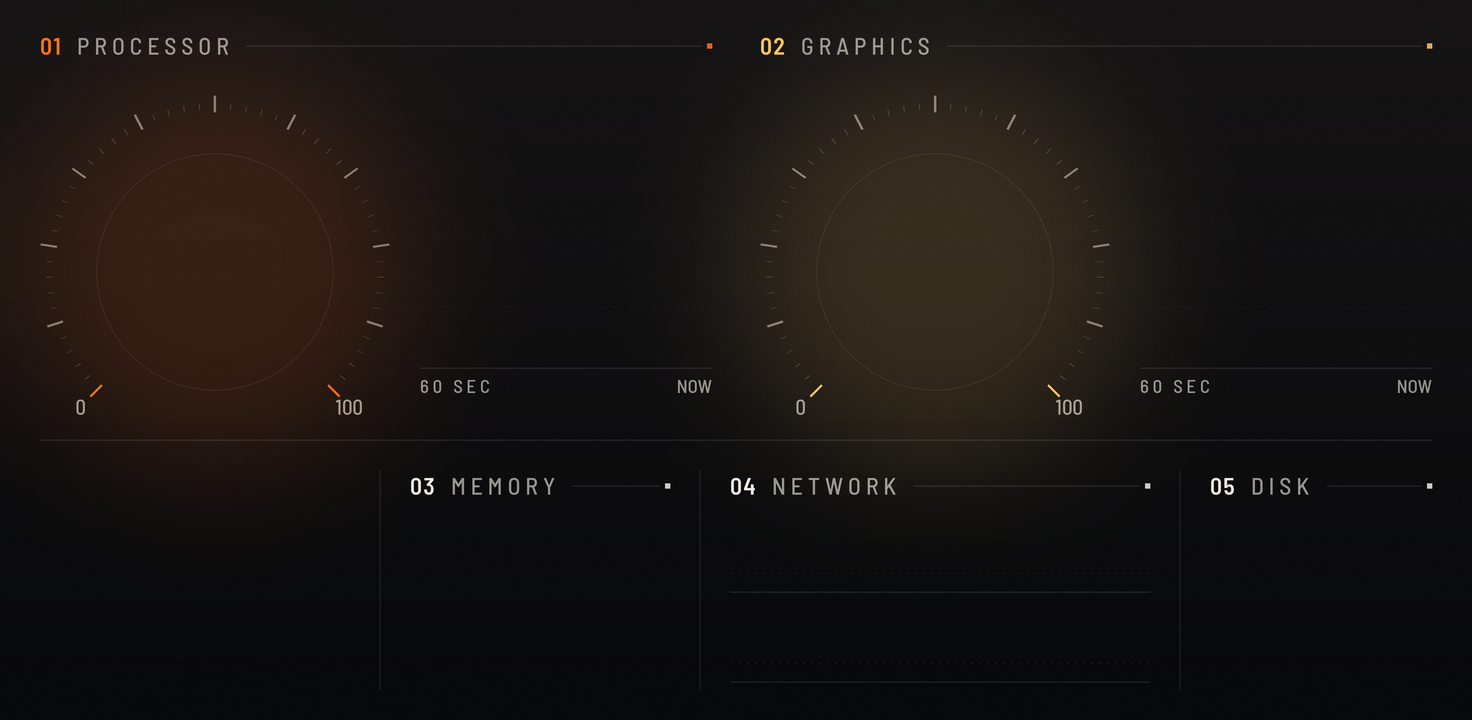 01 PROCESSOR
02 GRAPHICS
60 SEC NOW
0 100
60 SEC NOW
0 100
03 MEMORY
04 NETWORK
05 DISK